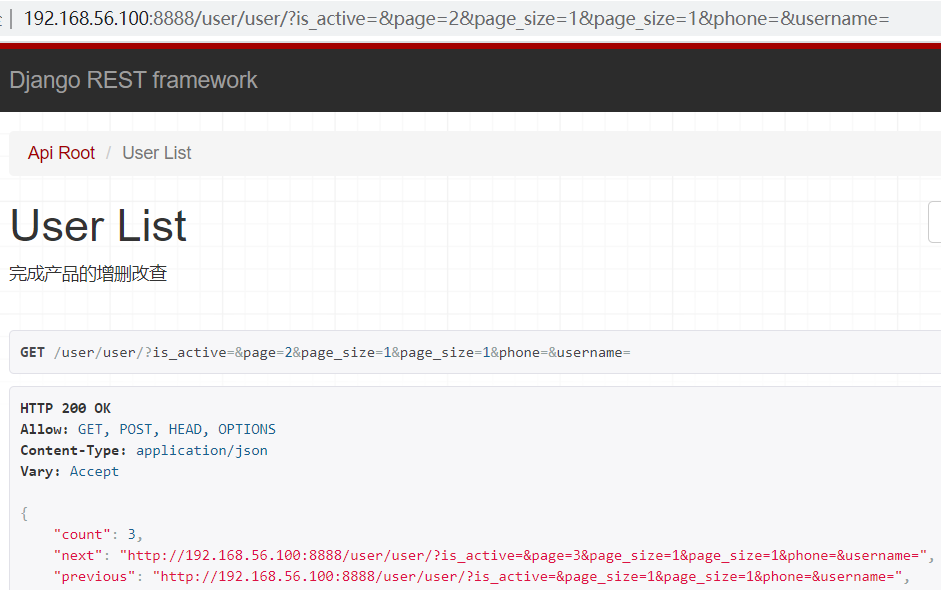 192.168.56.100:8888/user/user/?is_active=&page=2&page_size=1&page_size=1&phone=&username=
Django REST framework
Api Root / User List
User List
完成产品的增删改查
GET /user/user/?is_active=&page=2&page_size=1&page_size=1&phone=&username=
HTTP 200 OK
Allow: GET, POST, HEAD, OPTIONS
Content-Type: application/json
Vary: Accept
{
"count": 3,
"next": "http://192.168.56.100:8888/user/user/?is_active=&page=3&page_size=1&page_size=1&phone=&username=",
"previous": "http://192.168.56.100:8888/user/user/?is_active=&page_size=1&page_size=1&phone=&username=",